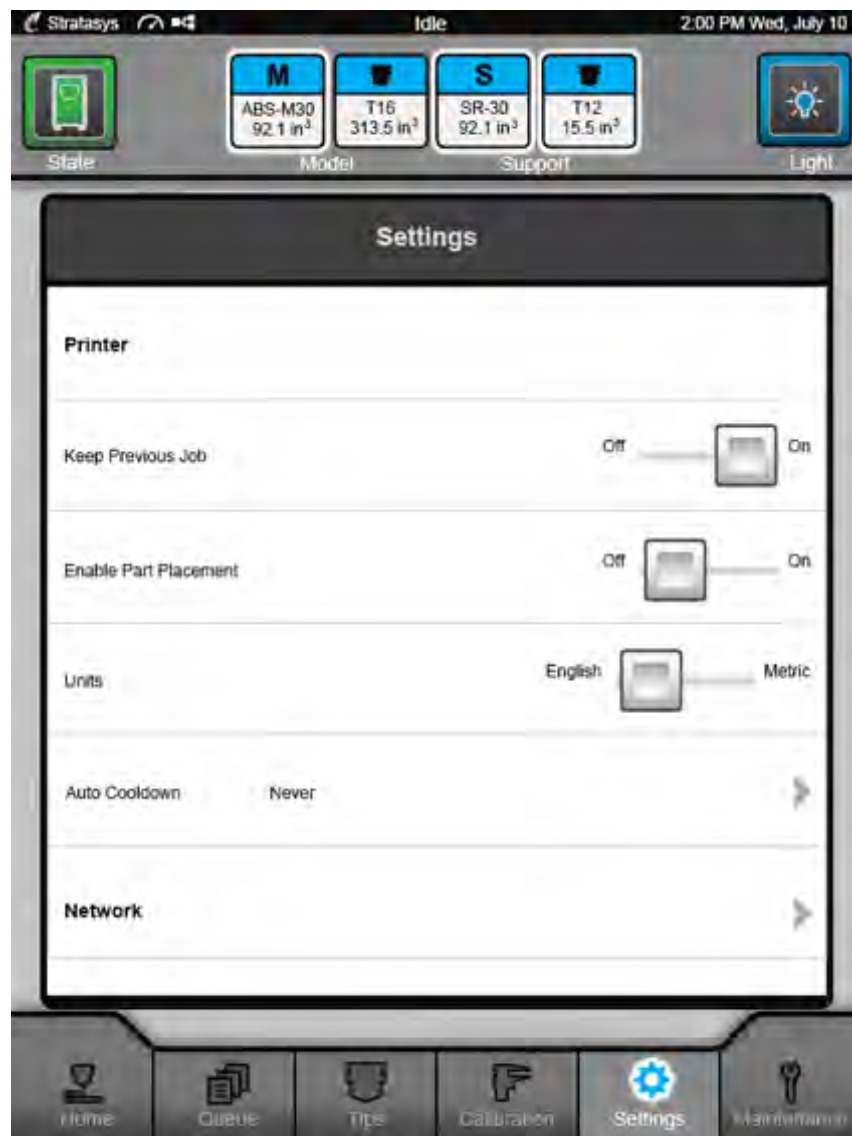 Stratasys Idle 2:00 PM Wed, July 10
M S
ABS-M30 T16 SR-30 T12
92.1 in³ 313.5 in³ 92.1 in³ 15.5 in³
State Model Support Light
Settings
Printer
Keep Previous Job Off On
Enable Part Placement Off On
Units English Metric
Auto Cooldown Never
Network
Home Queue Tips Calibration Settings Maintenance